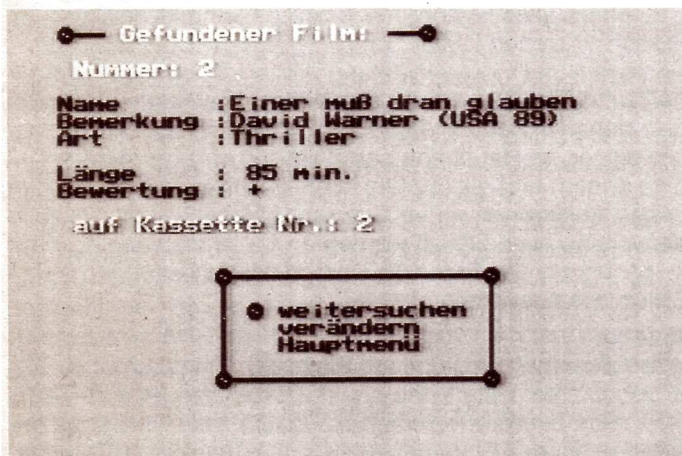 Gefundener Film:
Nummer: 2
Name :Einer muß dran glauben
Bemerkung :David Warner (USA 89)
Art :Thriller
Länge : 85 min.
Bewertung : +
auf Kassette Nr.: 2
weitersuchen
verändern
Hauptmenü